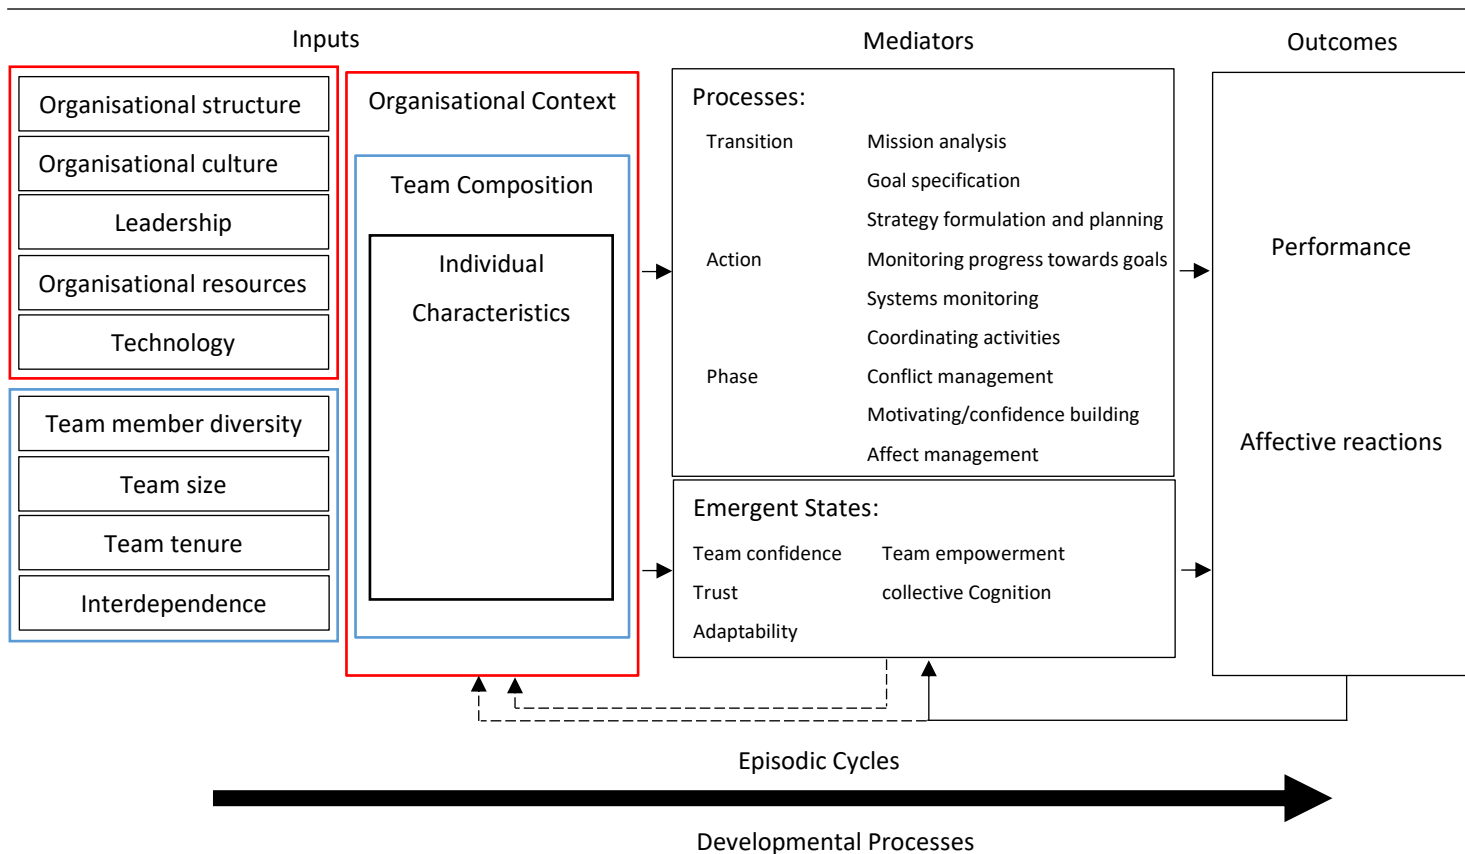 Inputs
Mediators
Outcomes
Organisational structure
Organisational culture
Leadership
Organisational resources
Technology
Team member diversity
Team size
Team tenure
Interdependence
Organisational Context
Team Composition
Individual
Characteristics
Processes:
Transition
Mission analysis
Goal specification
Strategy formulation and planning
Action
Monitoring progress towards goals
Systems monitoring
Coordinating activities
Phase
Conflict management
Motivating/confidence building
Affect management
Emergent States:
Team confidence
Team empowerment
Trust
collective Cognition
Adaptability
Performance
Affective reactions
Episodic Cycles
Developmental Processes